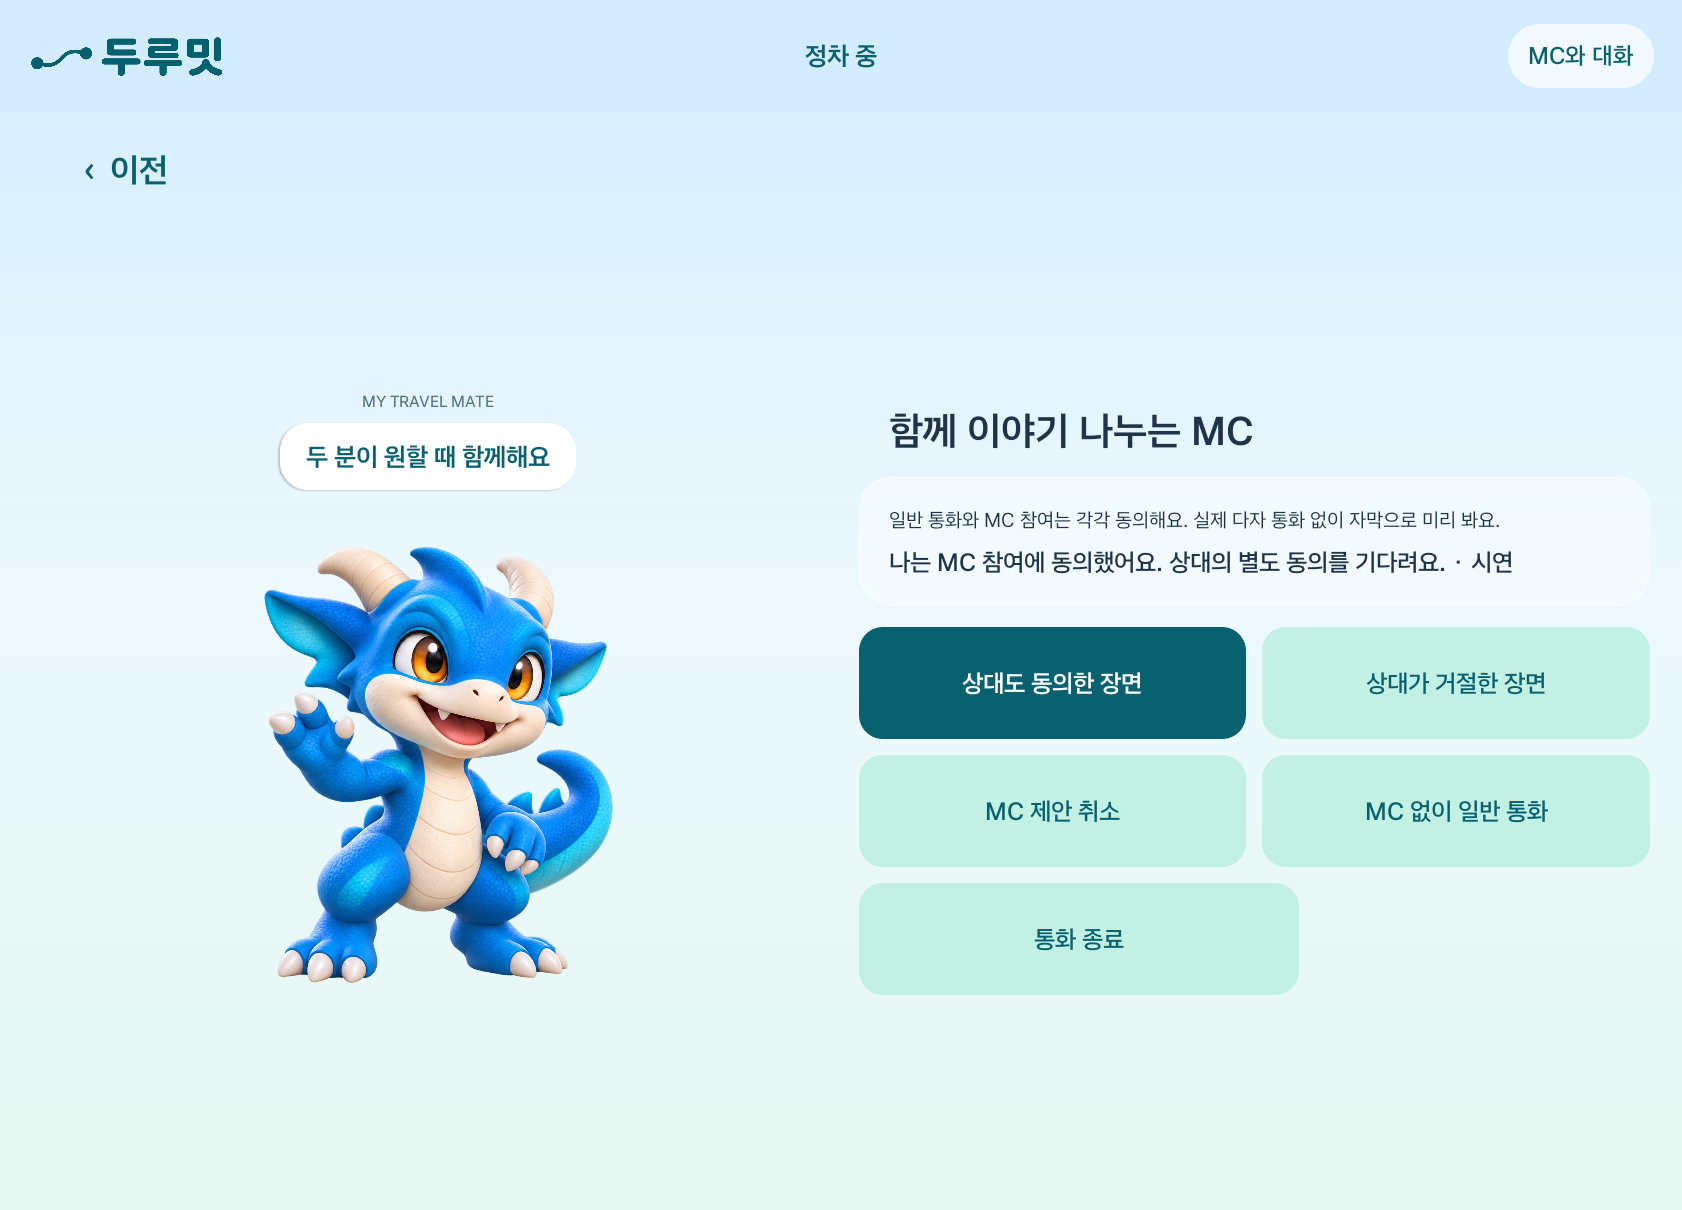 두루밋
정차 중
MC와 대화
‹ 이전
MY TRAVEL MATE
두 분이 원할 때 함께해요
함께 이야기 나누는 MC
일반 통화와 MC 참여는 각각 동의해요. 실제 다자 통화 없이 자막으로 미리 봐요.
나는 MC 참여에 동의했어요. 상대의 별도 동의를 기다려요. · 시연
상대도 동의한 장면
상대가 거절한 장면
MC 제안 취소
MC 없이 일반 통화
통화 종료